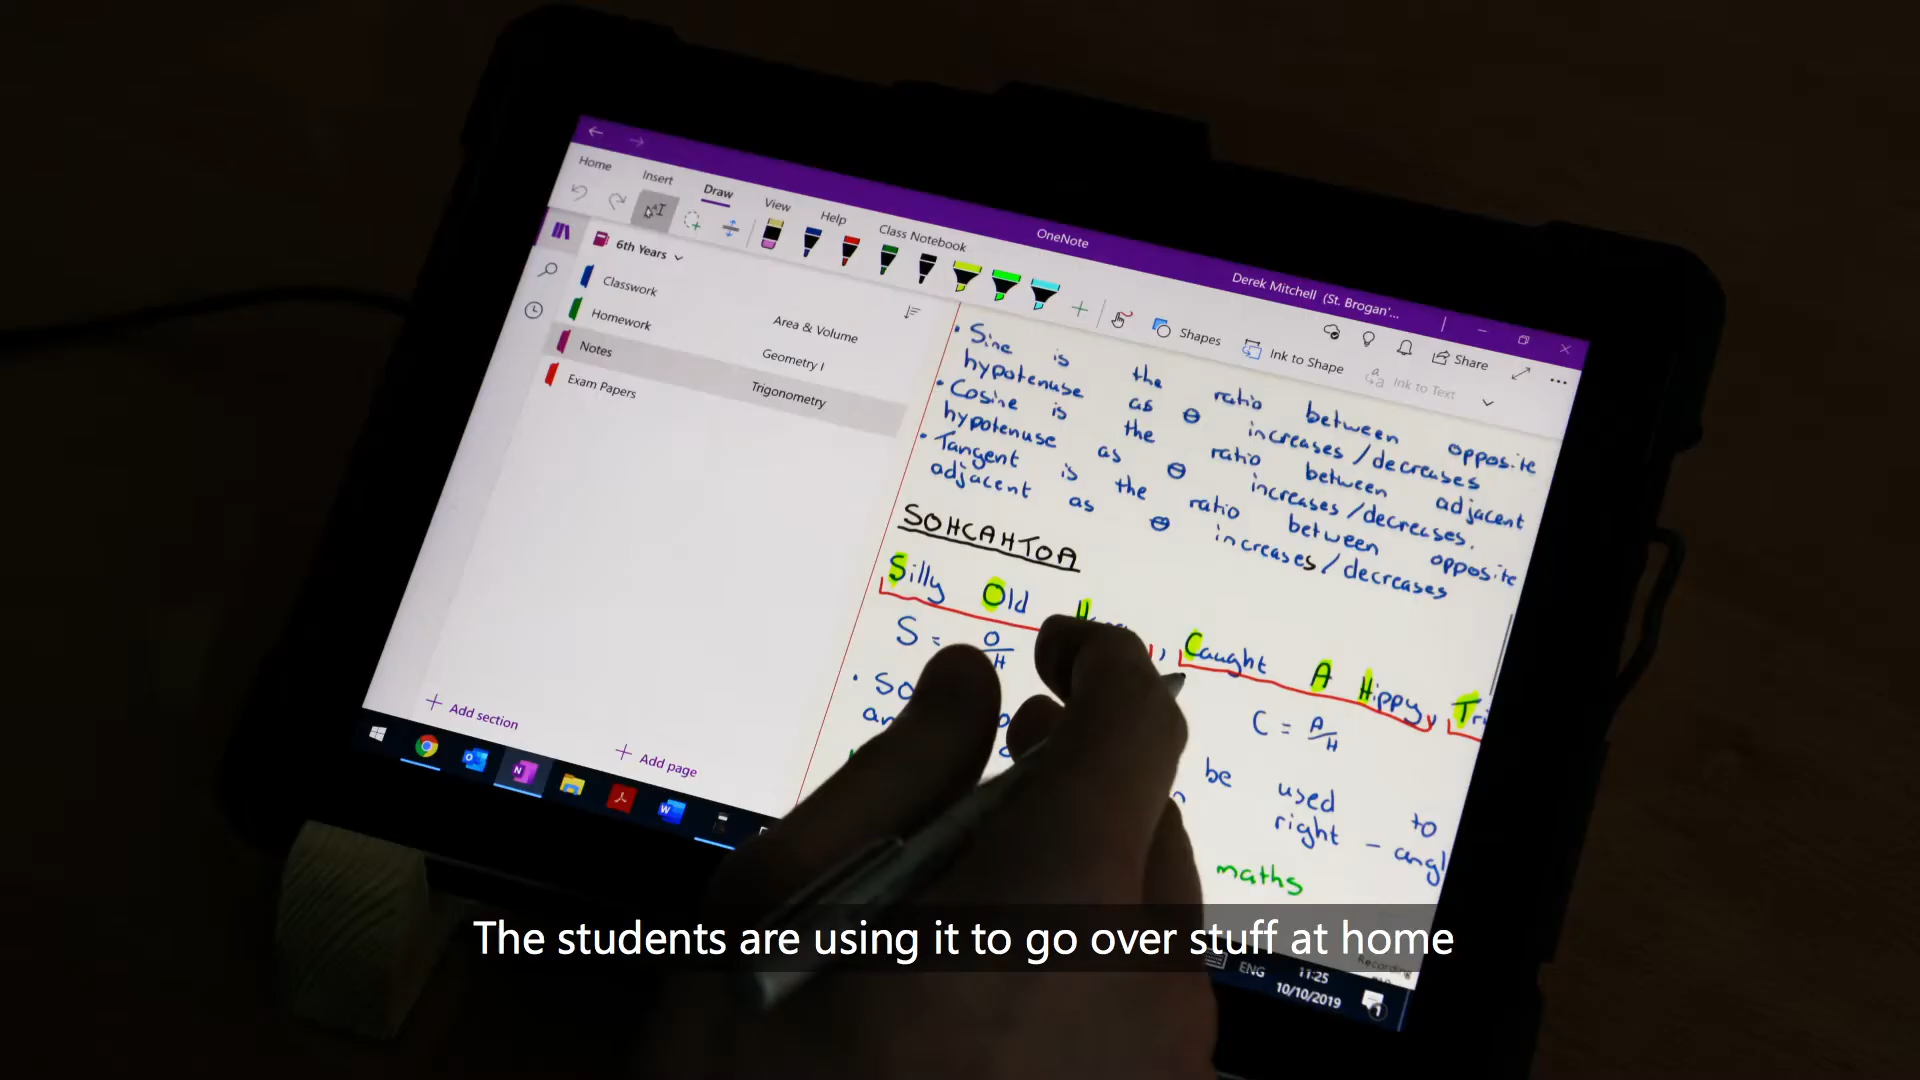 OneNote
Derek Mitchell (St. Brogan'...
Home Insert Draw View Help Class Notebook
Shapes Ink to Shape Ink to Text Share
6th Years
Classwork
Homework
Notes
Exam Papers
Area & Volume
Geometry I
Trigonometry
Add section
Add page
• Sine is the ratio between opposite
hypotenuse as θ increases/decreases
• Cosine is the ratio between adjacent
hypotenuse as θ increases/decreases.
• Tangent is the ratio between opposite
adjacent as θ increases/decreases
SOHCAHTOA
Silly Old , Caught A Hippy, Tri
S = O/H
C = A/H
be used to
right - angl
maths
ENG 11:25
10/10/2019
1
The students are using it to go over stuff at home